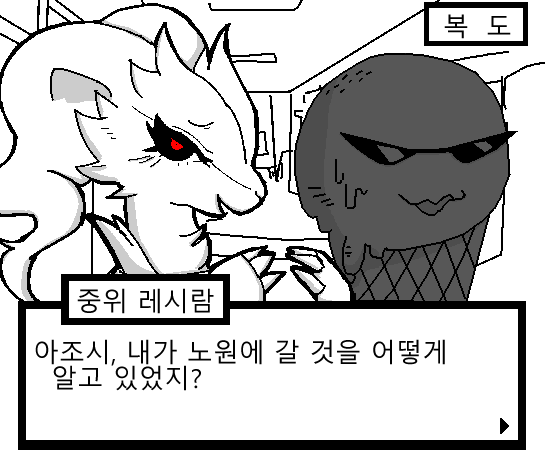 복 도
중위 레시람
아조시, 내가 노원에 갈 것을 어떻게
알고 있었지?